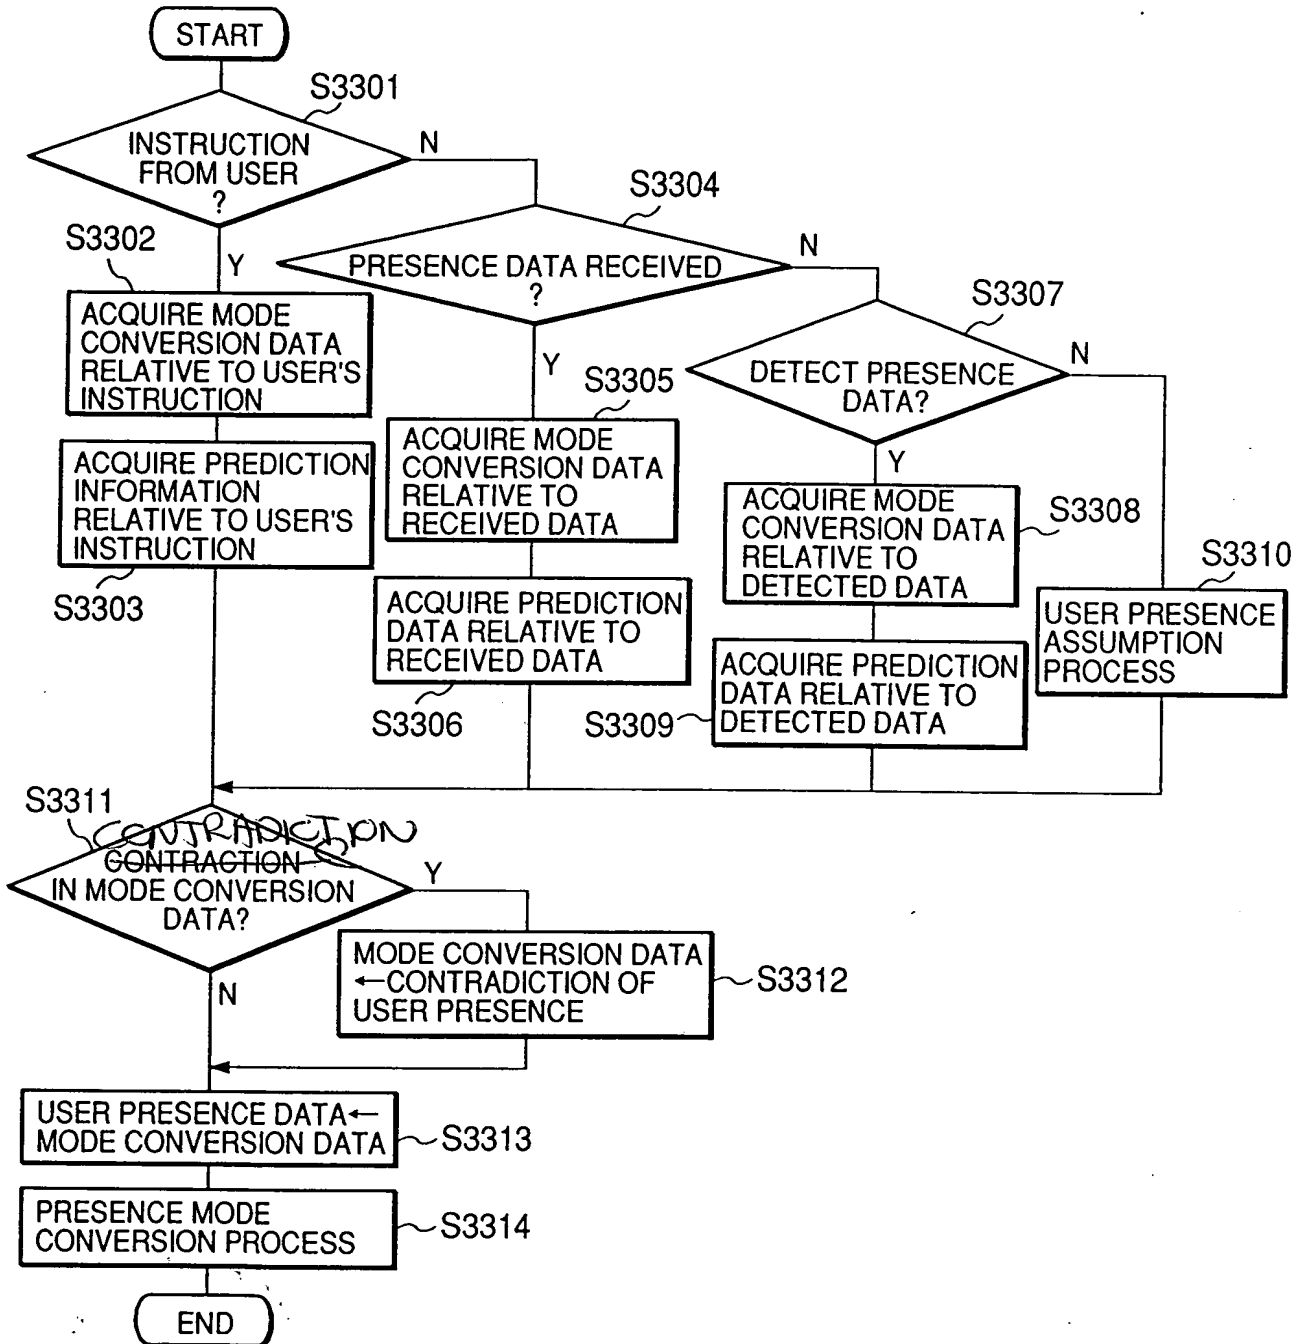 START
S3301
INSTRUCTION
FROM USER
?
N
Y
S3302
ACQUIRE MODE
CONVERSION DATA
RELATIVE TO USER'S
INSTRUCTION
ACQUIRE PREDICTION
INFORMATION
RELATIVE TO USER'S
INSTRUCTION
S3303
S3304
PRESENCE DATA RECEIVED
?
N
Y
S3305
ACQUIRE MODE
CONVERSION DATA
RELATIVE TO
RECEIVED DATA
ACQUIRE PREDICTION
DATA RELATIVE TO
RECEIVED DATA
S3306
S3307
DETECT PRESENCE
DATA?
N
Y
ACQUIRE MODE
CONVERSION DATA
RELATIVE TO
DETECTED DATA
S3308
ACQUIRE PREDICTION
DATA RELATIVE TO
DETECTED DATA
S3309
S3310
USER PRESENCE
ASSUMPTION
PROCESS
S3311
CONTRADICTION
CONTRACTION
IN MODE CONVERSION
DATA?
Y
N
MODE CONVERSION DATA
←CONTRADICTION OF
USER PRESENCE
S3312
USER PRESENCE DATA←
MODE CONVERSION DATA
S3313
PRESENCE MODE
CONVERSION PROCESS
S3314
END